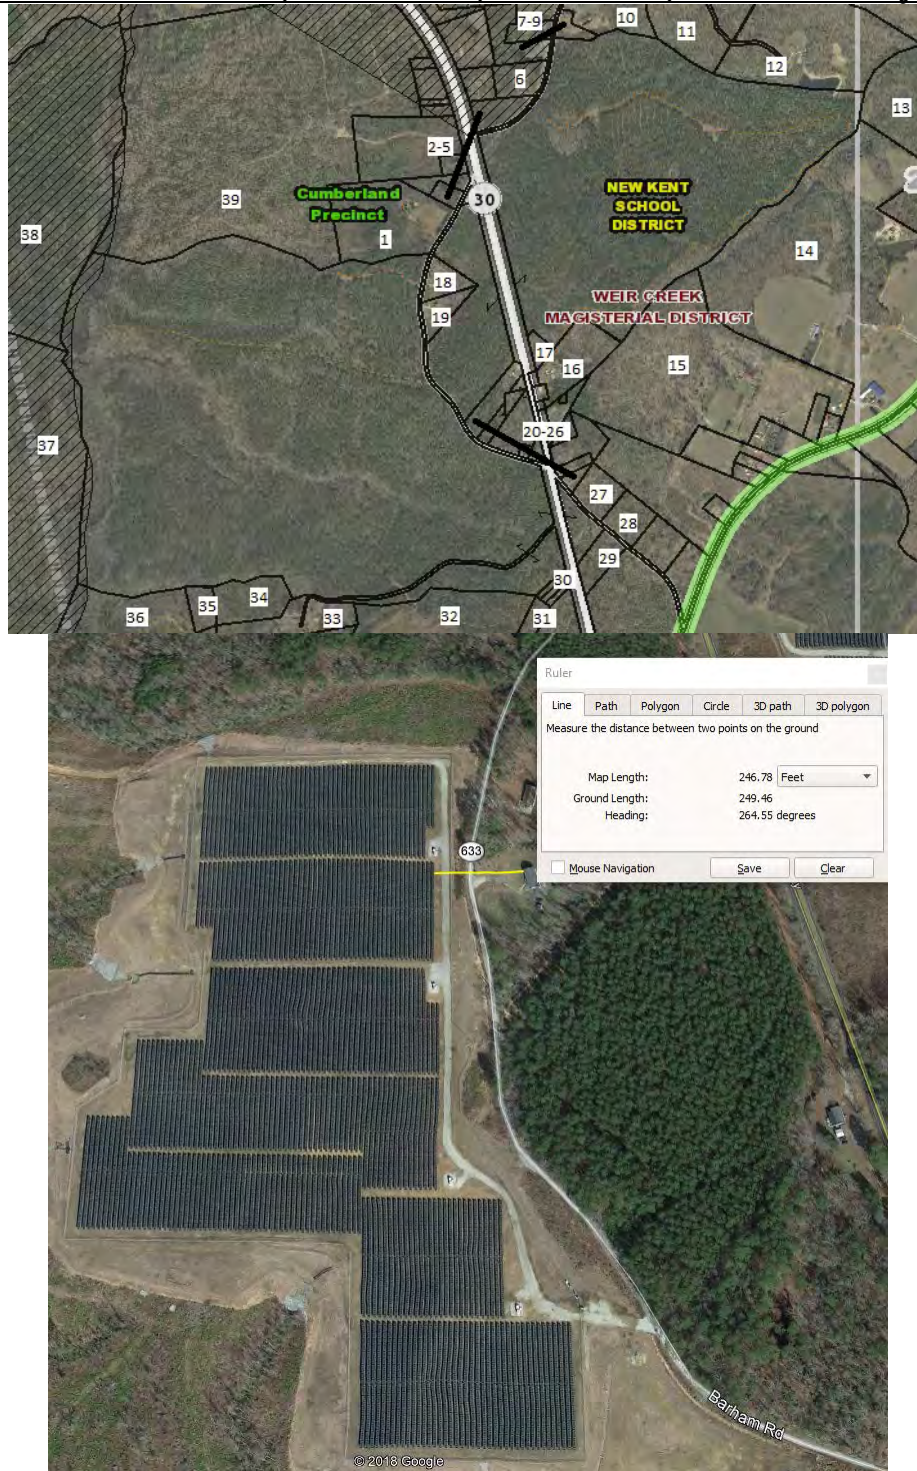 7-9
10
11
12
6
13
2-5
30
39
Cumberland
Precinct
NEW KENT
SCHOOL
DISTRICT
38
1
14
18
WEIR CREEK
MAGISTERIAL DISTRICT
19
17
16
15
20-26
37
27
28
29
30
36
35
34
33
32
31
Ruler
Line Path Polygon Circle 3D path 3D polygon
Measure the distance between two points on the ground
Map Length: 246.78 Feet
Ground Length: 249.46
Heading: 264.55 degrees
Mouse Navigation Save Clear
633
Barham Rd
© 2018 Google